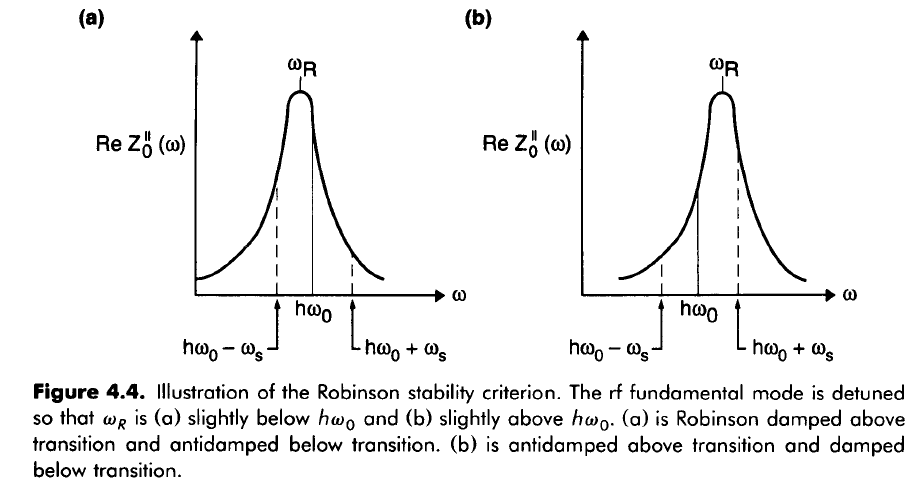 (a)
(b)
ωR
ωR
Re Z₀∥ (ω)
Re Z₀∥ (ω)
ω
ω
hω₀
hω₀
hω₀ – ωs
hω₀ + ωs
hω₀ – ωs
hω₀ + ωs
Figure 4.4. Illustration of the Robinson stability criterion. The rf fundamental mode is detuned
so that ωR is (a) slightly below hω₀ and (b) slightly above hω₀. (a) is Robinson damped above
transition and antidamped below transition. (b) is antidamped above transition and damped
below transition.